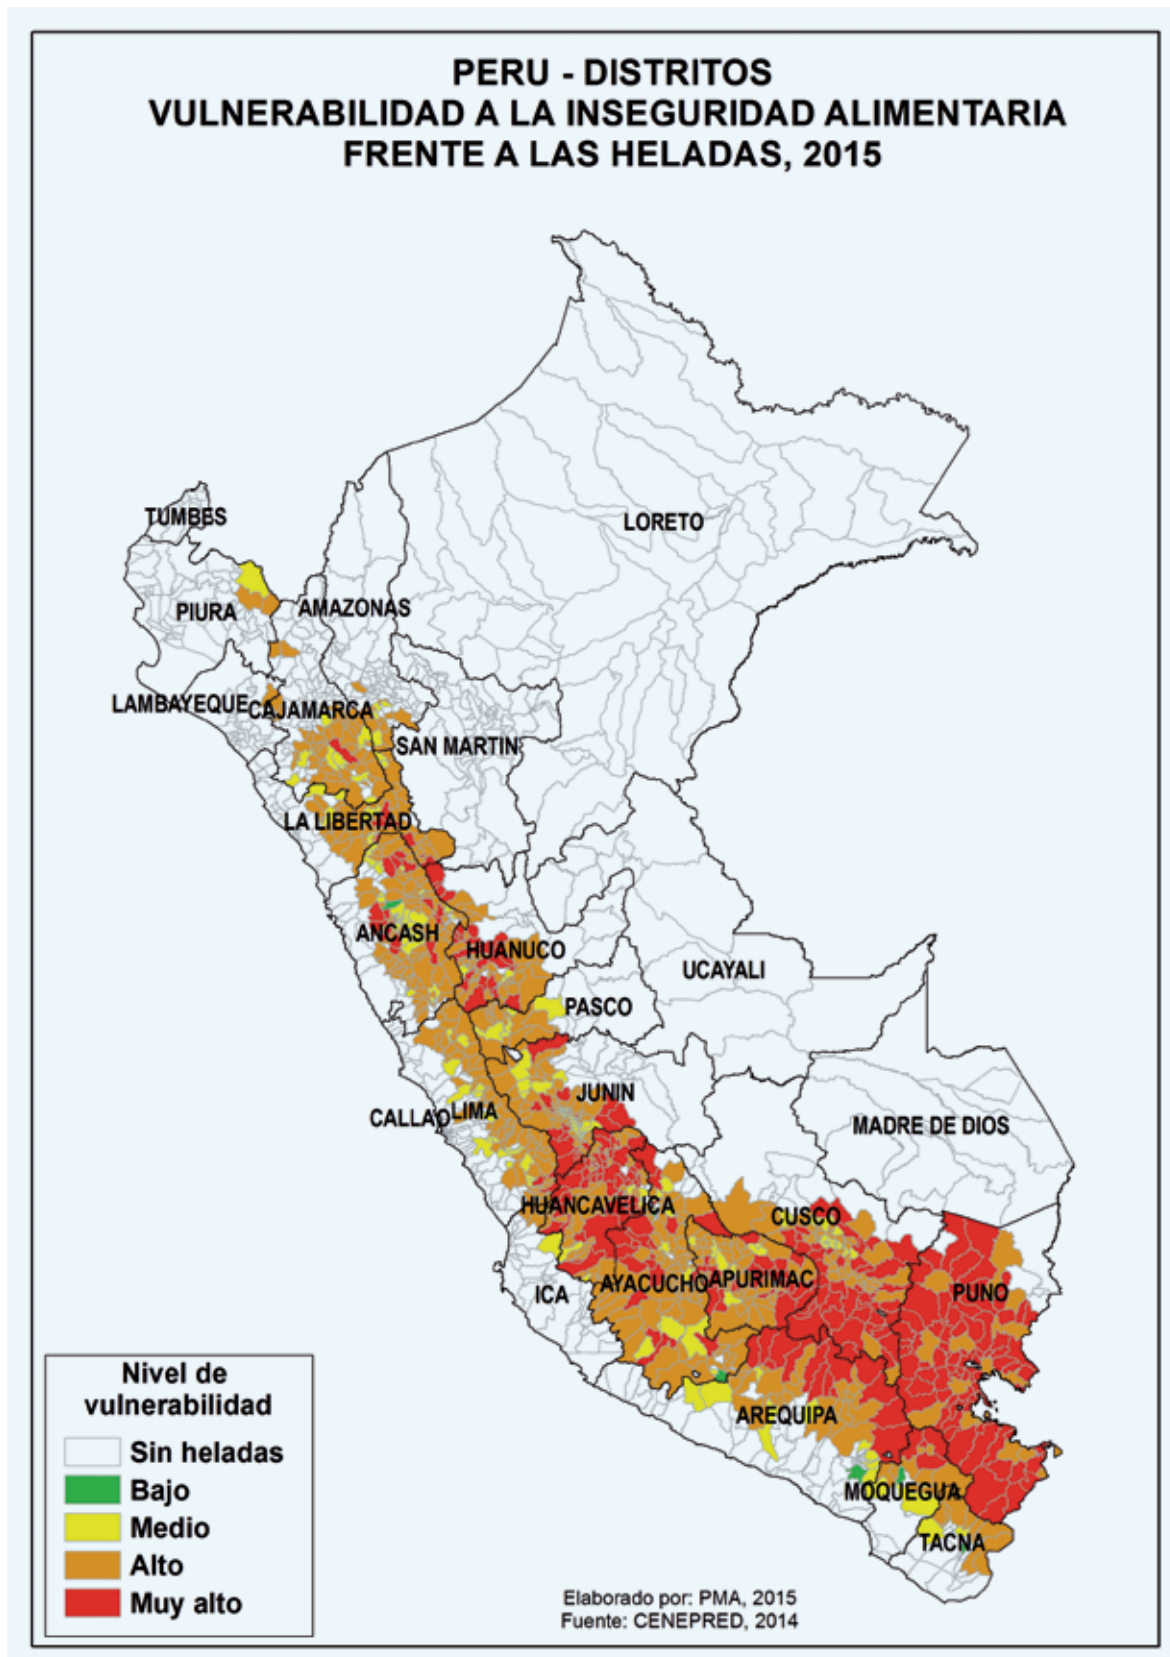 PERU - DISTRITOS
VULNERABILIDAD A LA INSEGURIDAD ALIMENTARIA
FRENTE A LAS HELADAS, 2015
TUMBES
LORETO
PIURA
AMAZONAS
LAMBAYEQUE
CAJAMARCA
SAN MARTIN
LA LIBERTAD
ANCASH
HUANUCO
UCAYALI
PASCO
JUNIN
CALLAO
LIMA
MADRE DE DIOS
HUANCAVELICA
CUSCO
ICA
AYACUCHO
APURIMAC
PUNO
AREQUIPA
MOQUEGUA
TACNA
Nivel de
vulnerabilidad
Sin heladas
Bajo
Medio
Alto
Muy alto
Elaborado por: PMA, 2015
Fuente: CENEPRED, 2014